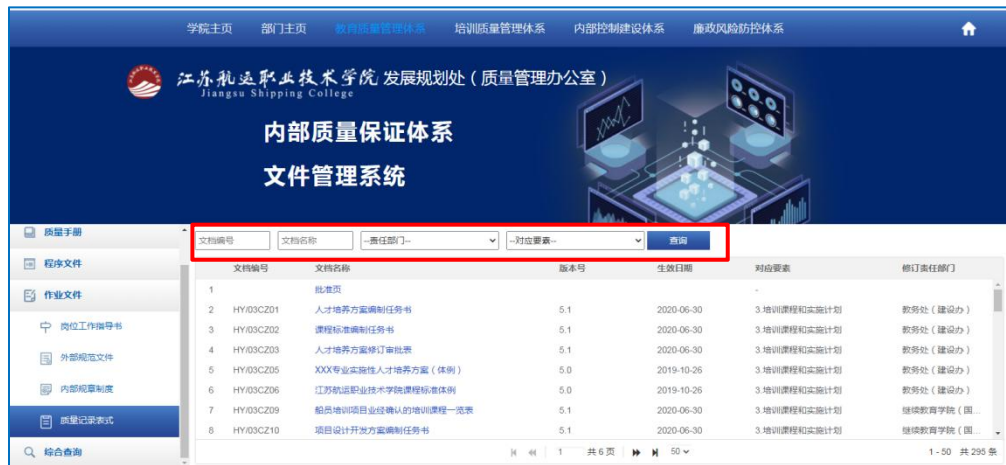 学院主页 部门主页 教育质量管理体系 培训质量管理体系 内部控制建设体系 廉政风险防控体系
江苏航运职业技术学院 发展规划处（质量管理办公室）
Jiangsu Shipping College
内部质量保证体系
文件管理系统
质量手册
程序文件
作业文件
岗位工作指导书
外部规范文件
内部规章制度
质量记录表式
综合查询
文档编号 文档名称 --责任部门-- --对应要素-- 查询
文档编号 文档名称 版本号 生效日期 对应要素 修订责任部门
1 批准页 -
2 HY/03CZ01 人才培养方案编制任务书 5.1 2020-06-30 3.培训课程和实施计划 教务处（建设办）
3 HY/03CZ02 课程标准编制任务书 5.1 2020-06-30 3.培训课程和实施计划 教务处（建设办）
4 HY/03CZ03 人才培养方案修订审批表 5.1 2020-06-30 3.培训课程和实施计划 教务处（建设办）
5 HY/03CZ05 XXX专业实施性人才培养方案（体例） 5.0 2019-10-26 3.培训课程和实施计划 教务处（建设办）
6 HY/03CZ06 江苏航运职业技术学院课程标准体例 5.0 2019-10-26 3.培训课程和实施计划 教务处（建设办）
7 HY/03CZ09 船员培训项目业经确认的培训课程一览表 5.1 2020-06-30 3.培训课程和实施计划 继续教育学院（国...
8 HY/03CZ10 项目设计开发方案编制任务书 5.1 2020-06-30 3.培训课程和实施计划 继续教育学院（国...
1 共 6 页 50 1 - 50 共 295 条